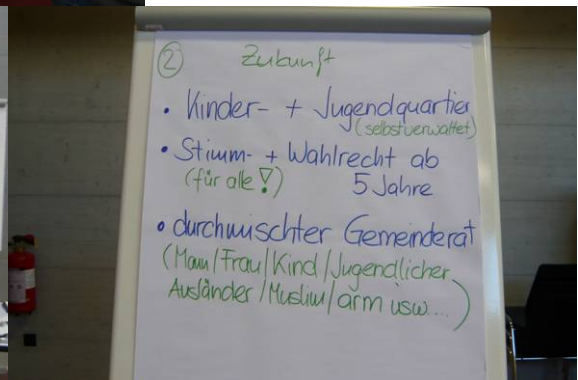 ② Zukunft
• Kinder- + Jugendquartier
(selbstverwaltet)
• Stimm- + Wahlrecht ab
(für alle!) 5 Jahre
• durchmischter Gemeinderat
(Mann/Frau/Kind/Jugendlicher
Ausländer/Muslim/arm usw....)